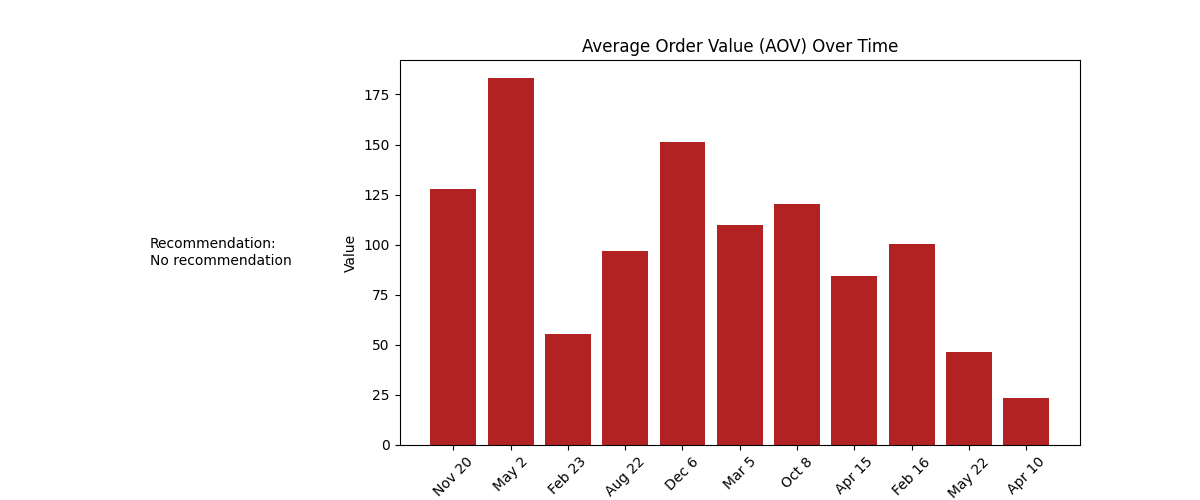 Average Order Value (AOV) Over Time
Recommendation:
No recommendation
Value
175
150
125
100
75
50
25
0
Nov 20
May 2
Feb 23
Aug 22
Dec 6
Mar 5
Oct 8
Apr 15
Feb 16
May 22
Apr 10